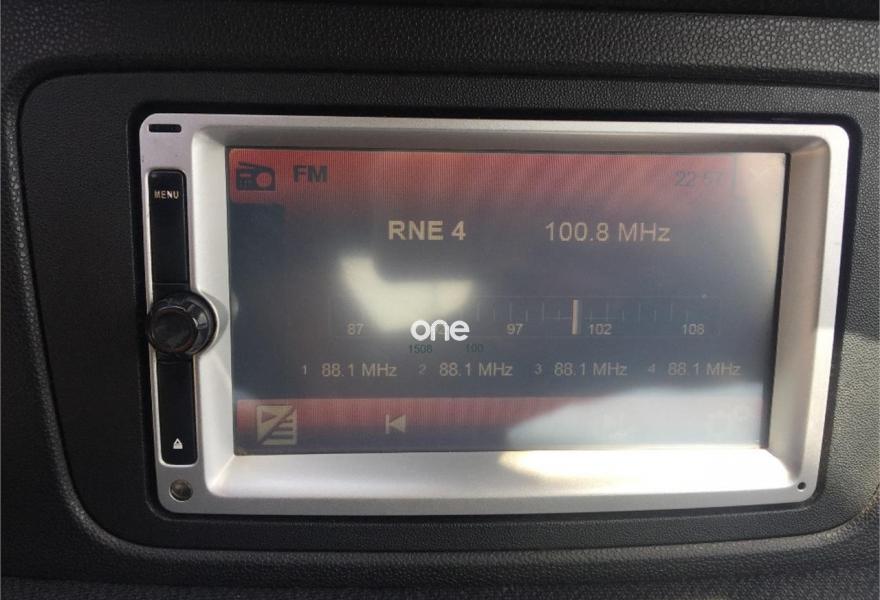 MENU
FM
22:57
RNE 4 100.8 MHz
one
87 97 102 108
1508 100
1 88.1 MHz 2 88.1 MHz 3 88.1 MHz 4 88.1 MHz